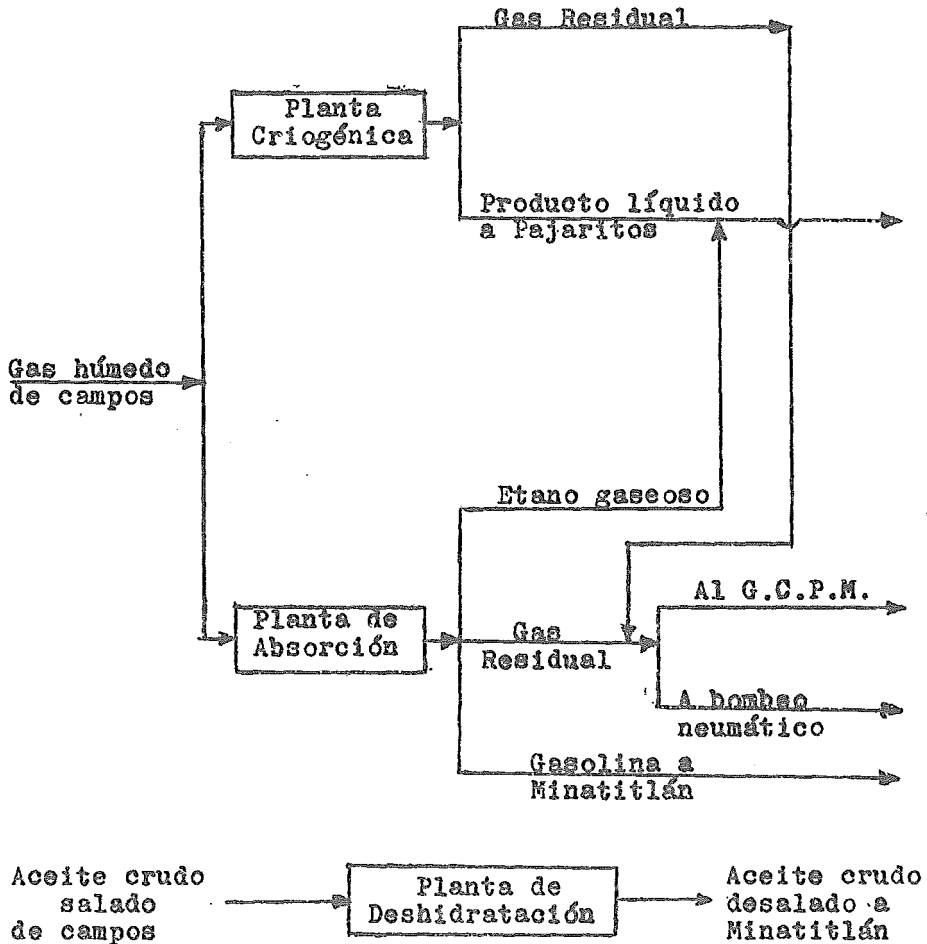 Gas Residual
Planta
Criogénica
Producto líquido
a Pajaritos
Gas húmedo
de campos
Etano gaseoso
Al G.C.P.M.
Planta de
Absorción
Gas
Residual
A bombeo
neumático
Gasolina a
Minatitlán
Aceite crudo
salado
de campos
Planta de
Deshidratación
Aceite crudo
desalado a
Minatitlán